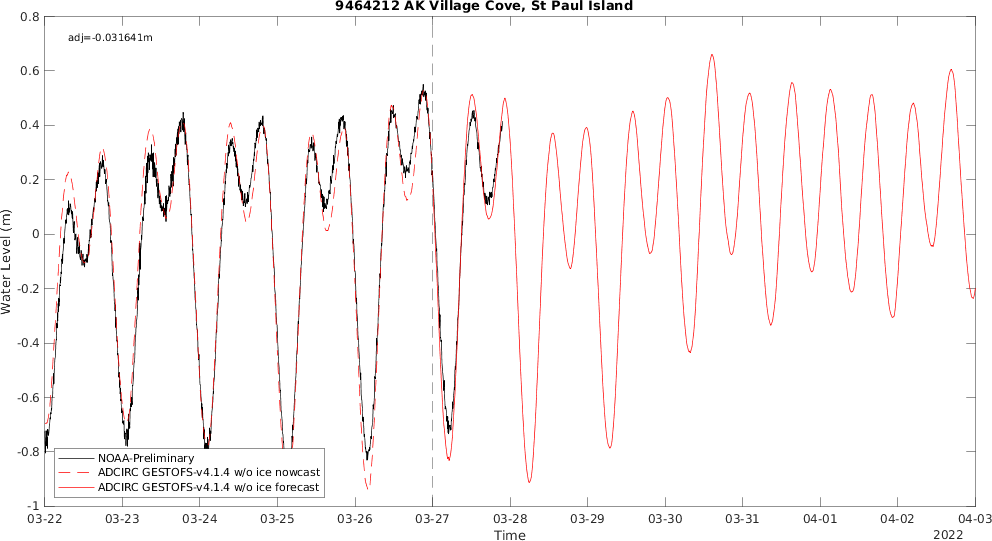 9464212 AK Village Cove, St Paul Island
adj=-0.031641m
0.8
0.6
0.4
0.2
0
-0.2
-0.4
-0.6
-0.8
-1
Water Level (m)
NOAA-Preliminary
ADCIRC GESTOFS-v4.1.4 w/o ice nowcast
ADCIRC GESTOFS-v4.1.4 w/o ice forecast
03-22 03-23 03-24 03-25 03-26 03-27 03-28 03-29 03-30 03-31 04-01 04-02 04-03
Time
2022